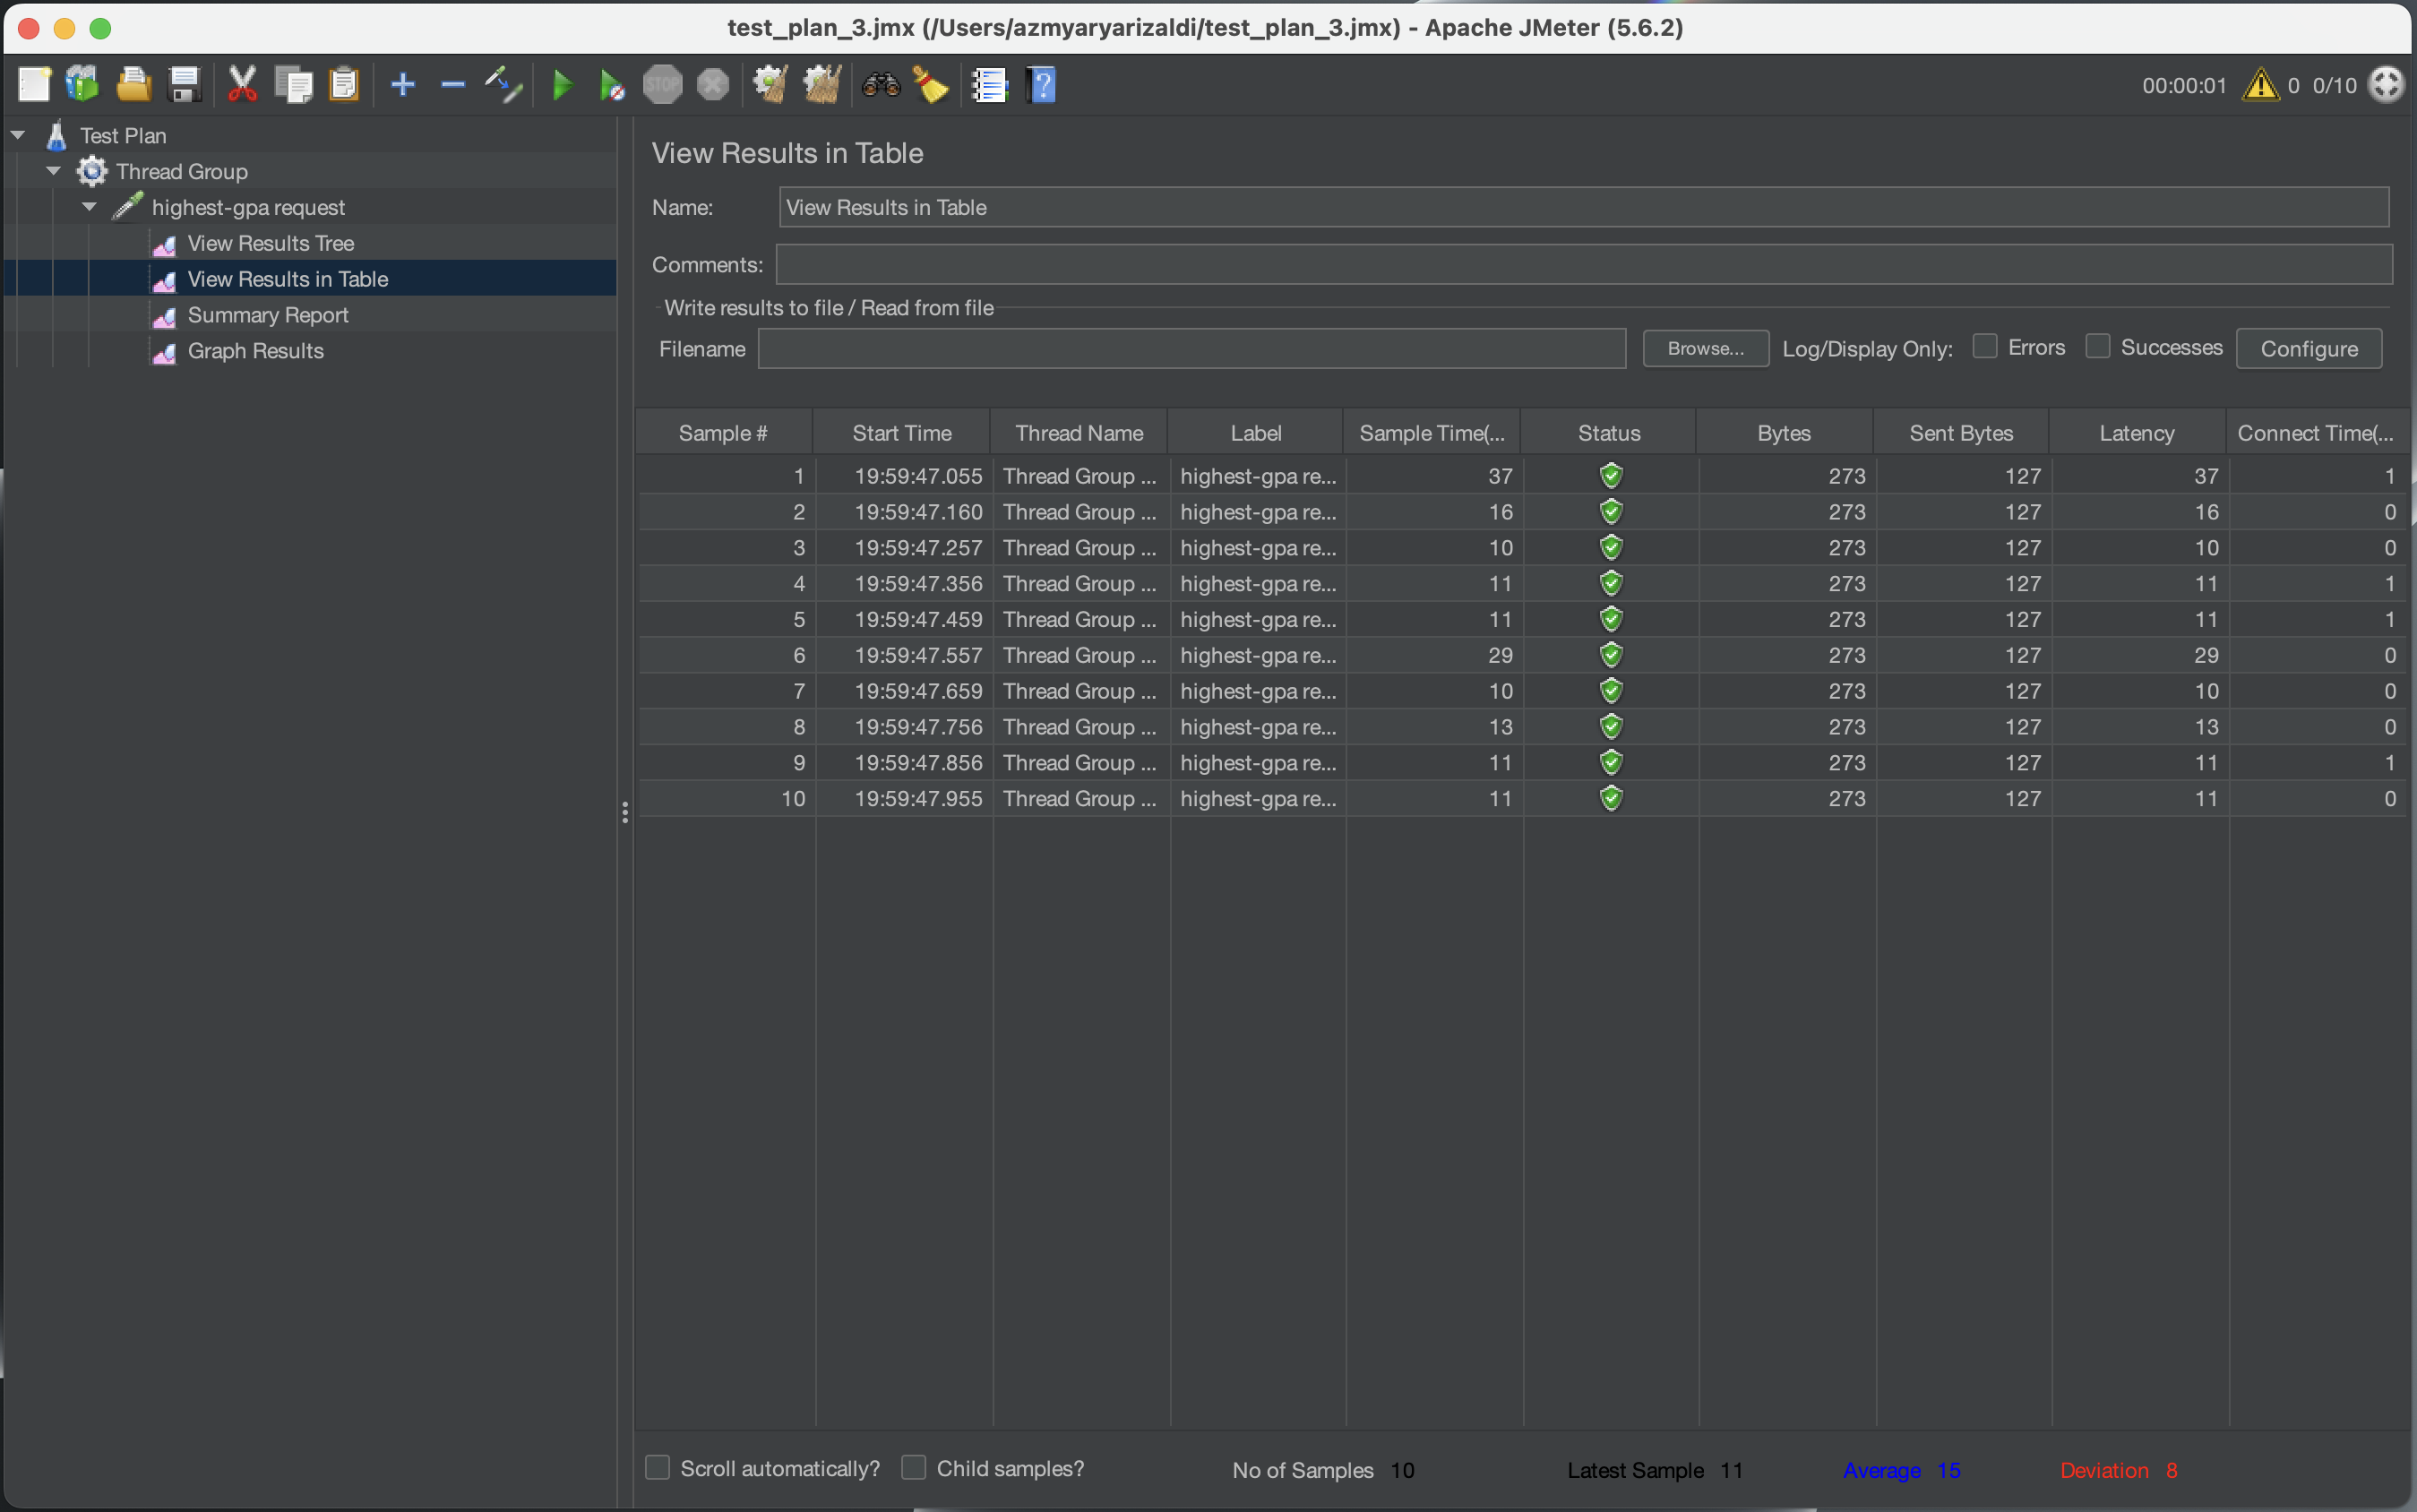 test_plan_3.jmx (/Users/azmyaryarizaldi/test_plan_3.jmx) - Apache JMeter (5.6.2)
STOP ? 00:00:01 0 0/10
Test Plan
Thread Group
highest-gpa request
View Results Tree
View Results in Table
Summary Report
Graph Results
View Results in Table
Name: View Results in Table
Comments:
Write results to file / Read from file
Filename Browse... Log/Display Only: Errors Successes Configure
Sample # Start Time Thread Name Label Sample Time(... Status Bytes Sent Bytes Latency Connect Time(...
1 19:59:47.055 Thread Group ... highest-gpa re... 37 273 127 37 1
2 19:59:47.160 Thread Group ... highest-gpa re... 16 273 127 16 0
3 19:59:47.257 Thread Group ... highest-gpa re... 10 273 127 10 0
4 19:59:47.356 Thread Group ... highest-gpa re... 11 273 127 11 1
5 19:59:47.459 Thread Group ... highest-gpa re... 11 273 127 11 1
6 19:59:47.557 Thread Group ... highest-gpa re... 29 273 127 29 0
7 19:59:47.659 Thread Group ... highest-gpa re... 10 273 127 10 0
8 19:59:47.756 Thread Group ... highest-gpa re... 13 273 127 13 0
9 19:59:47.856 Thread Group ... highest-gpa re... 11 273 127 11 1
10 19:59:47.955 Thread Group ... highest-gpa re... 11 273 127 11 0
Scroll automatically? Child samples? No of Samples 10 Latest Sample 11 Average 15 Deviation 8